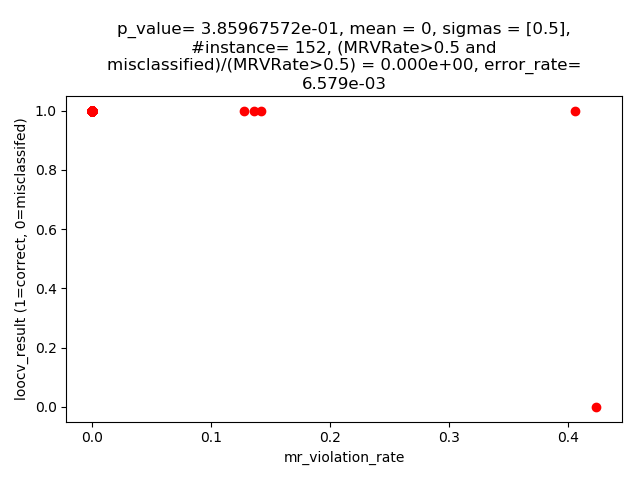 p_value= 3.85967572e-01, mean = 0, sigmas = [0.5],
#instance= 152, (MRVRate>0.5 and
misclassified)/(MRVRate>0.5) = 0.000e+00, error_rate=
6.579e-03
loocv_result (1=correct, 0=misclassifed)
1.0
0.8
0.6
0.4
0.2
0.0
0.0 0.1 0.2 0.3 0.4
mr_violation_rate